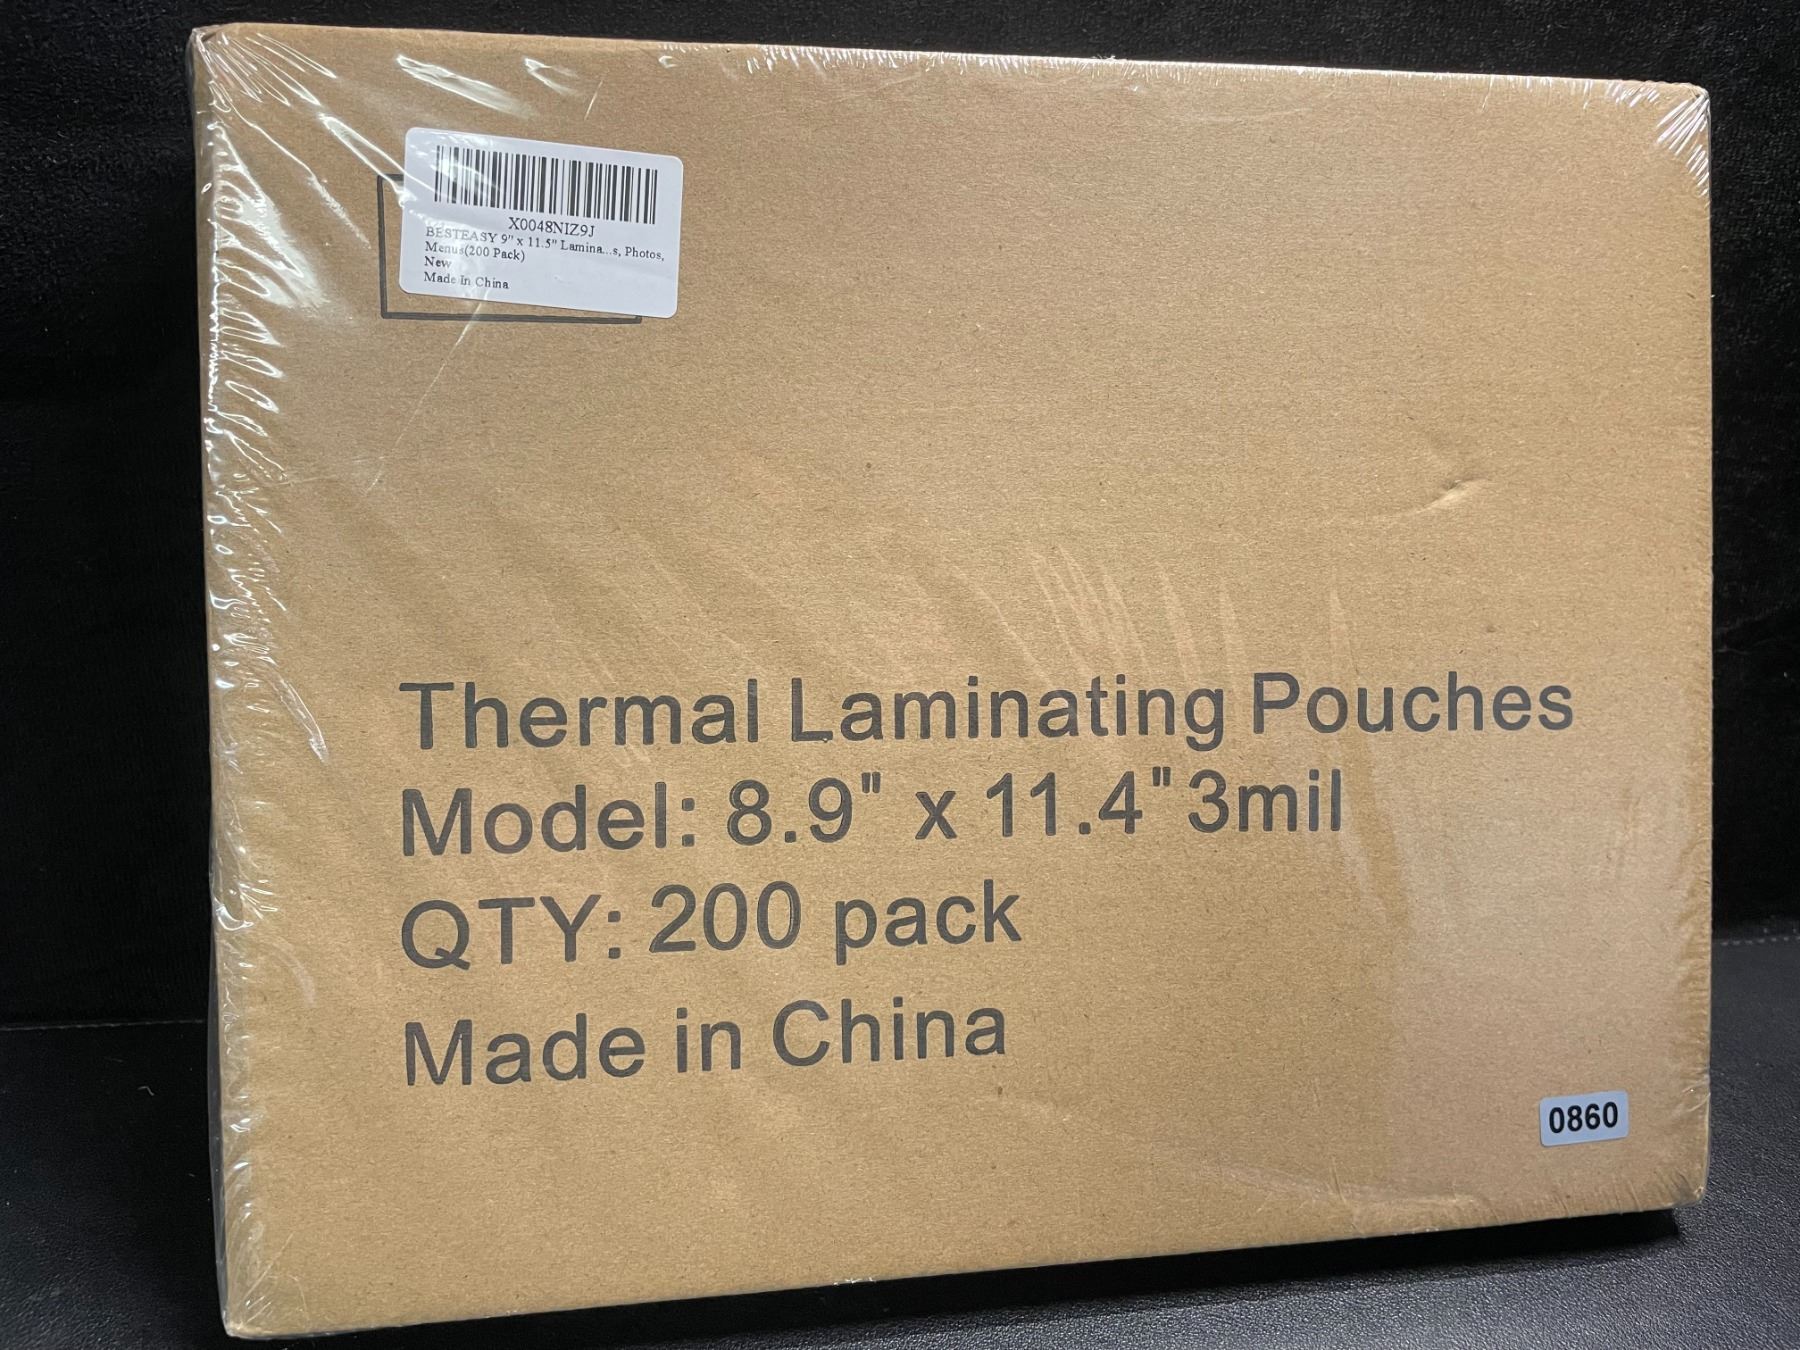 X0048NIZ9J
BESTEASY 9" x 11.5" Lamina...s, Photos,
Menus(200 Pack)
New
Made In China
Thermal Laminating Pouches
Model: 8.9" x 11.4" 3mil
QTY: 200 pack
Made in China
0860